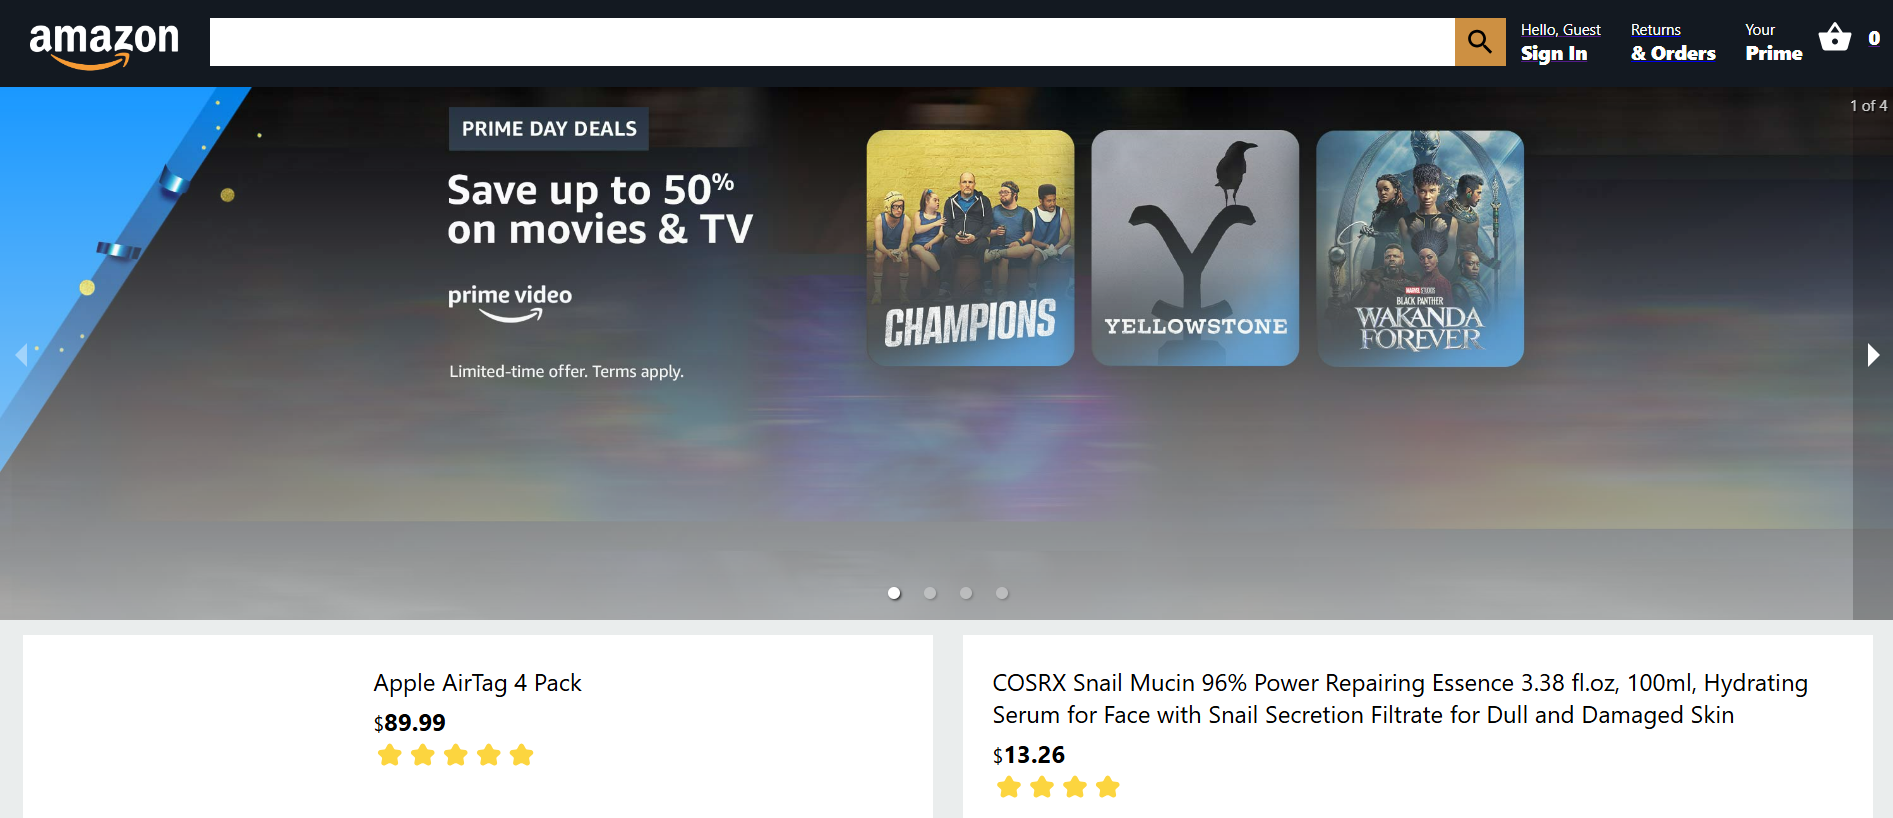 amazon
Hello, Guest
Sign In
Returns
& Orders
Your
Prime
0
1 of 4
PRIME DAY DEALS
Save up to 50%
on movies & TV
prime video
Limited-time offer. Terms apply.
CHAMPIONS
YELLOWSTONE
MARVEL STUDIOS
BLACK PANTHER
WAKANDA
FOREVER
Apple AirTag 4 Pack
$89.99
COSRX Snail Mucin 96% Power Repairing Essence 3.38 fl.oz, 100ml, Hydrating
Serum for Face with Snail Secretion Filtrate for Dull and Damaged Skin
$13.26